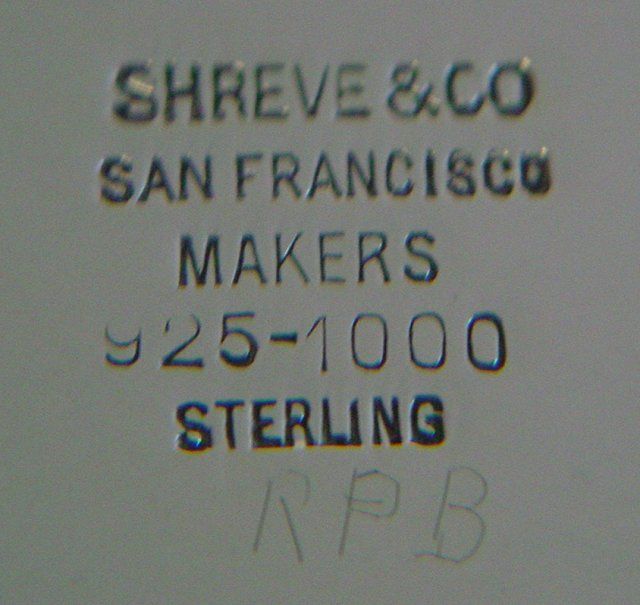 SHREVE & CO
SAN FRANCISCO
MAKERS
925-1000
STERLING
RPB